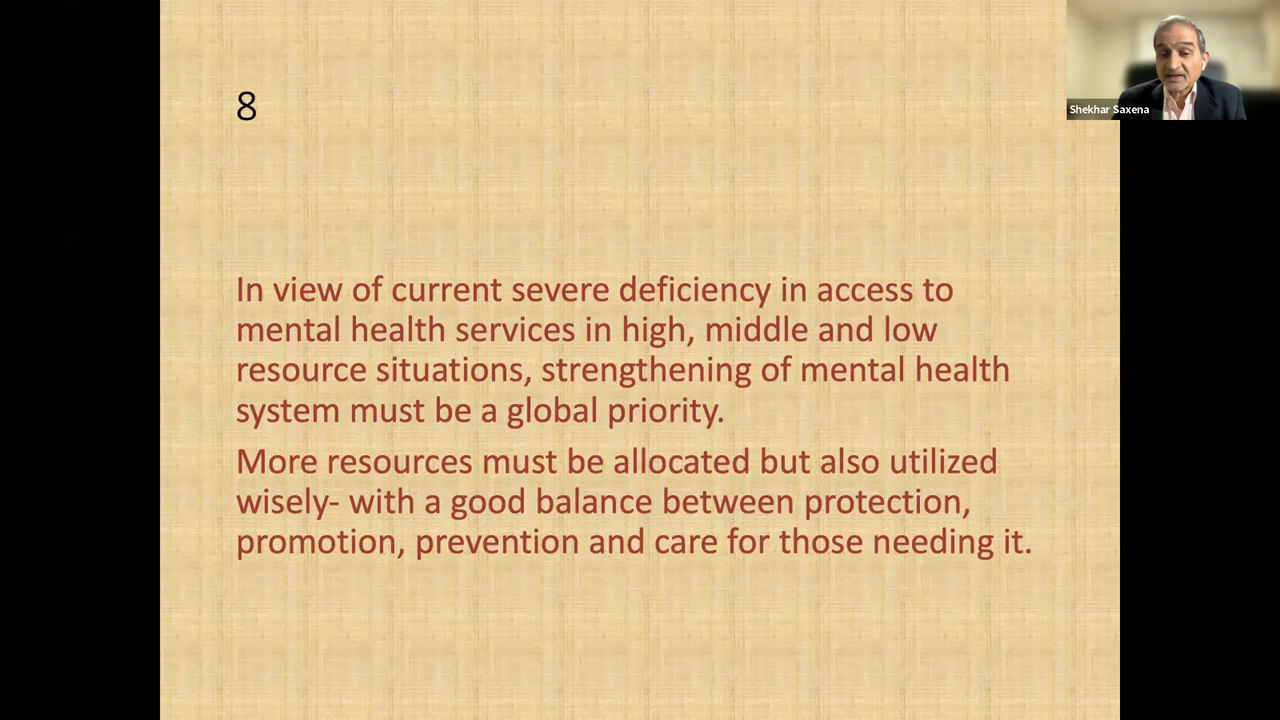 Shekhar Saxena
8
In view of current severe deficiency in access to
mental health services in high, middle and low
resource situations, strengthening of mental health
system must be a global priority.
More resources must be allocated but also utilized
wisely- with a good balance between protection,
promotion, prevention and care for those needing it.